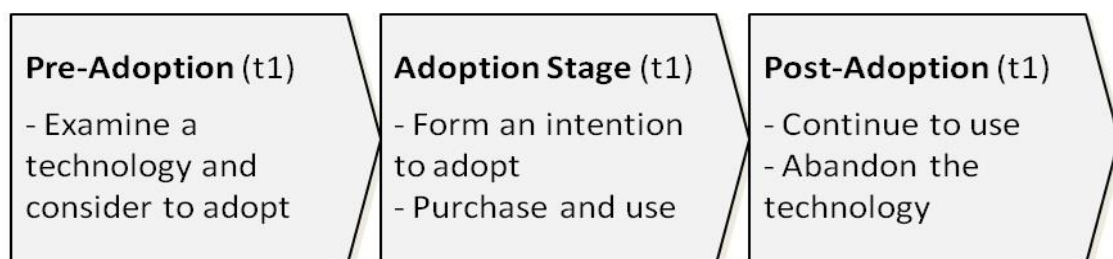 Pre-Adoption (t1)
- Examine a
technology and
consider to adopt
Adoption Stage (t1)
- Form an intention
to adopt
- Purchase and use
Post-Adoption (t1)
- Continue to use
- Abandon the
technology